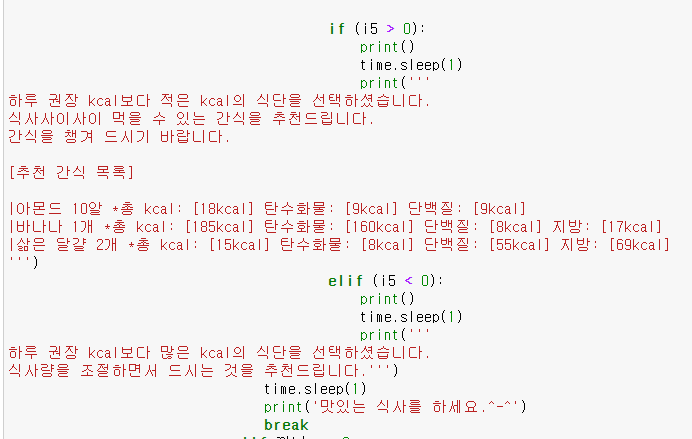 if (i5 > 0):
print()
time.sleep(1)
print('''
하루 권장 kcal보다 적은 kcal의 식단을 선택하셨습니다.
식사사이사이 먹을 수 있는 간식을 추천드립니다.
간식을 챙겨 드시기 바랍니다.
[추천 간식 목록]
|아몬드 10알 *총 kcal: [18kcal] 탄수화물: [9kcal] 단백질: [9kcal]
|바나나 1개 *총 kcal: [185kcal] 탄수화물: [160kcal] 단백질: [8kcal] 지방: [17kcal]
|삶은 달걀 2개 *총 kcal: [15kcal] 탄수화물: [8kcal] 단백질: [55kcal] 지방: [69kcal]
''')
elif (i5 < 0):
print()
time.sleep(1)
print('''
하루 권장 kcal보다 많은 kcal의 식단을 선택하셨습니다.
식사량을 조절하면서 드시는 것을 추천드립니다.''')
time.sleep(1)
print('맛있는 식사를 하세요.^-^')
break